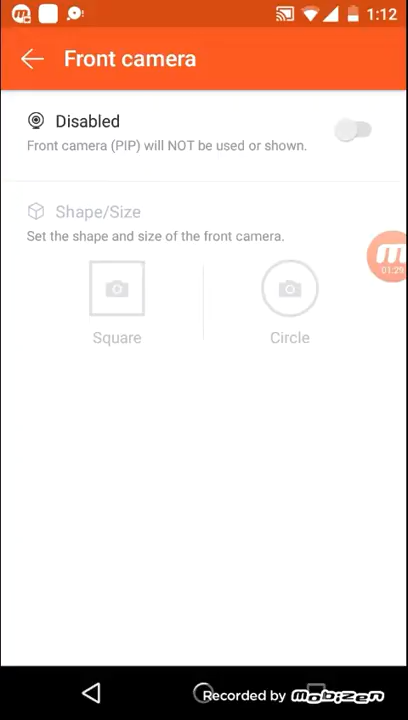 1:12
Front camera
Disabled
Front camera (PIP) will NOT be used or shown.
Shape/Size
Set the shape and size of the front camera.
01:29
Square
Circle
Recorded by mobizen